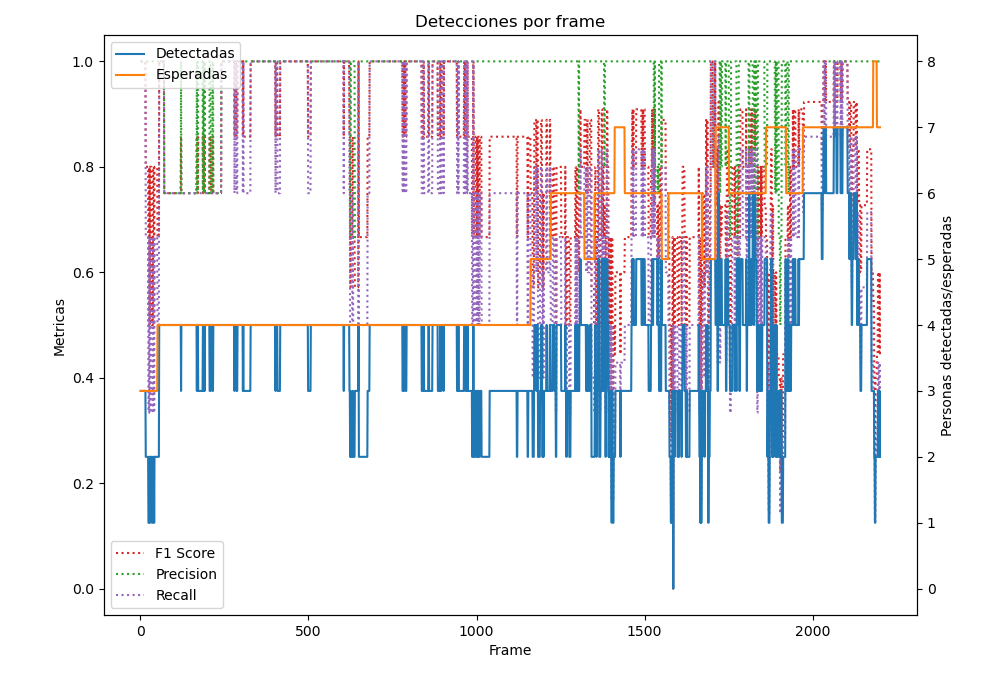 Detecciones por frame
Detectadas
Esperadas
1.0
0.8
0.6
0.4
0.2
0.0
Metricas
8
7
6
5
4
3
2
1
0
Personas detectadas/esperadas
F1 Score
Precision
Recall
0
500
1000
1500
2000
Frame